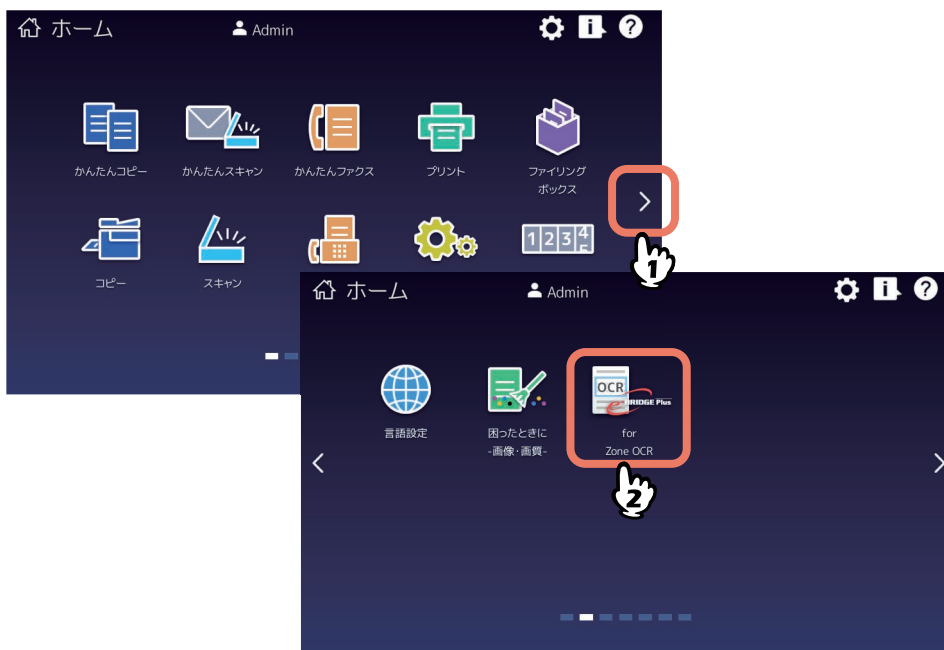 ホーム
Admin
かんたんコピー
かんたんスキャン
かんたんファクス
プリント
ファイリング
ボックス
1234
コピー
スキャン
1
ホーム
Admin
OCR
e-BRIDGE Plus
言語設定
困ったときに
-画像・画質-
for
Zone OCR
2